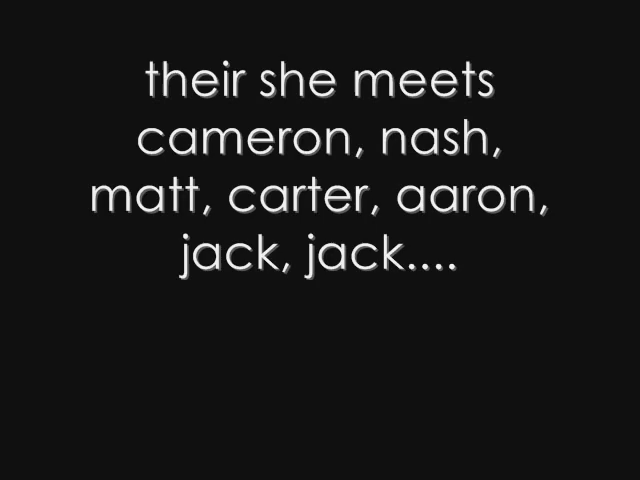 their she meets
cameron, nash,
matt, carter, aaron,
jack, jack....